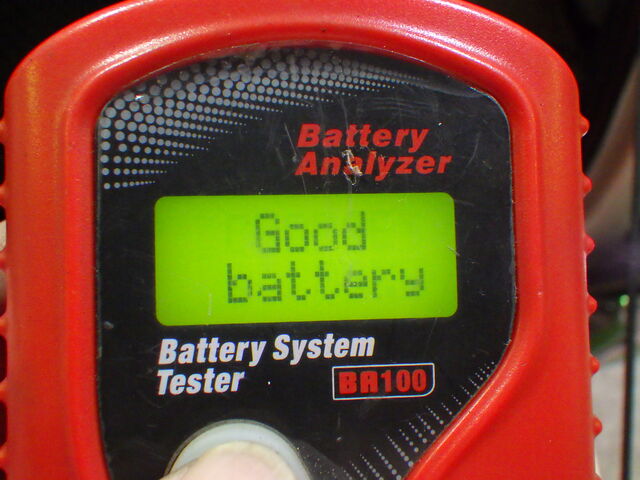 Battery
Analyzer
Good
battery
Battery System
Tester
BA100